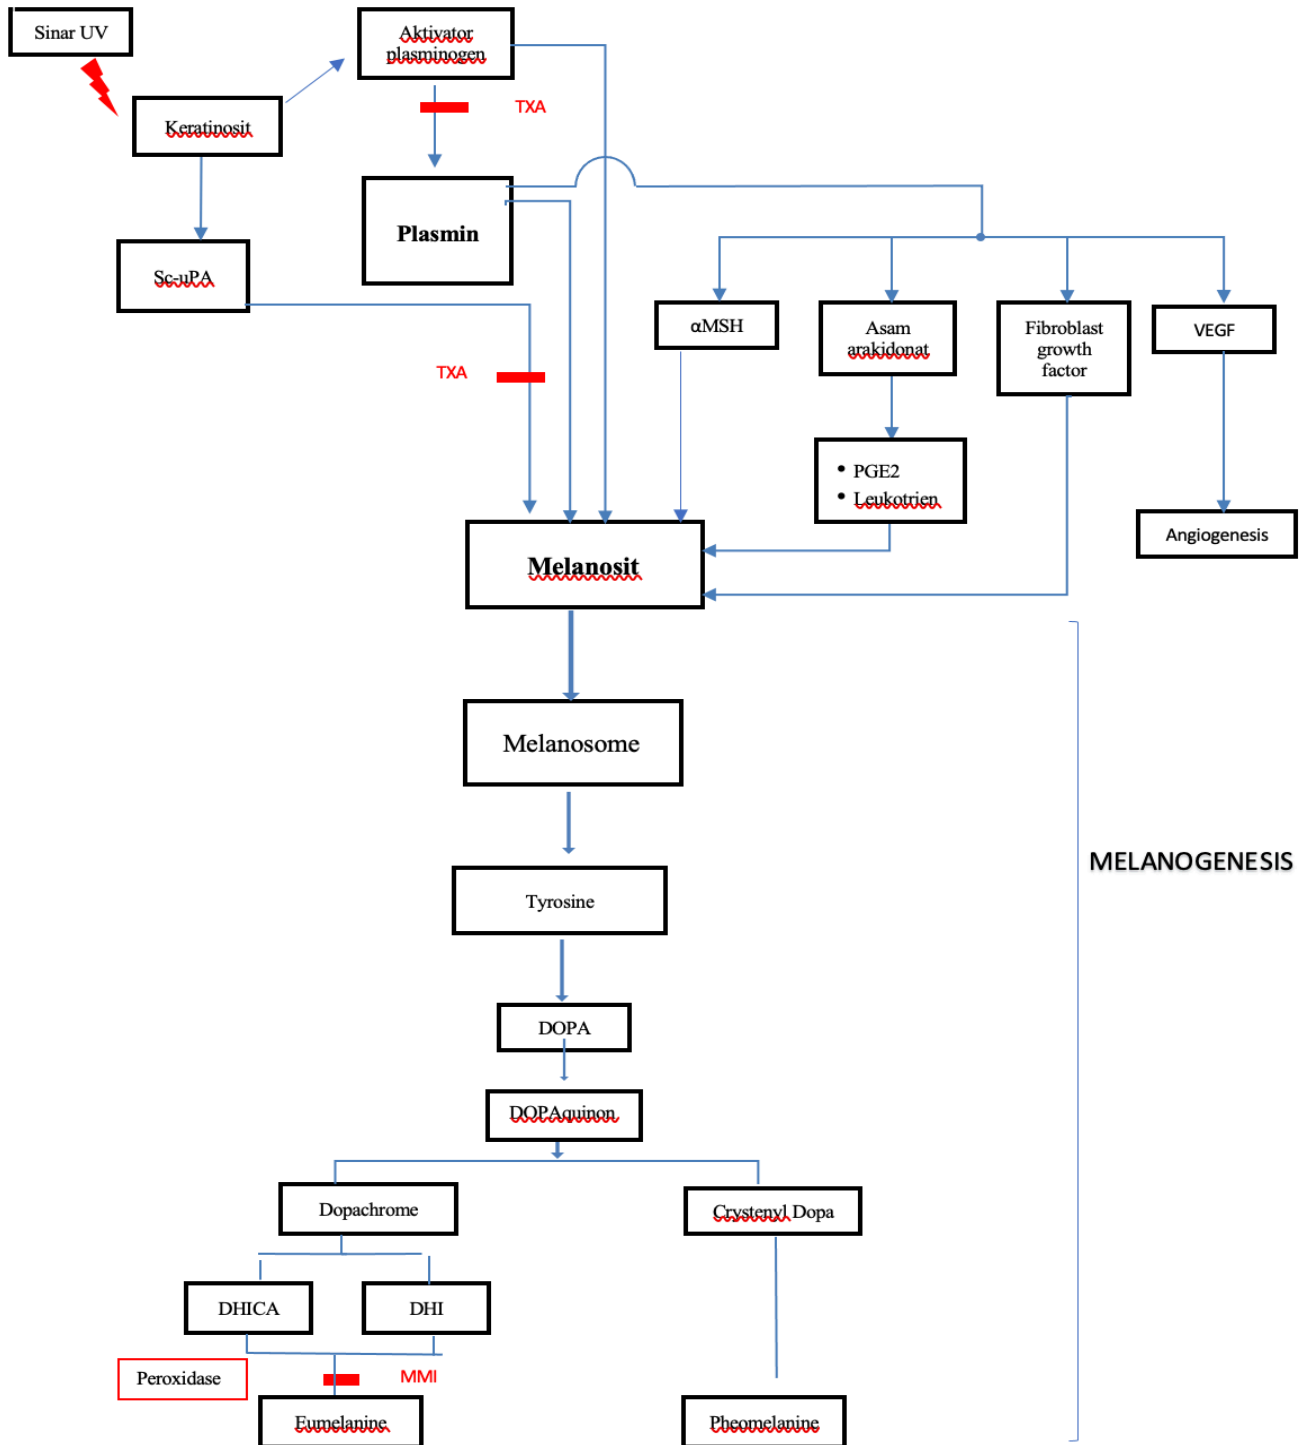 Sinar UV
Aktivator
plasminogen
TXA
Keratinosit
Plasmin
Sc-uPA
αMSH
Asam
arakidonat
Fibroblast
growth
factor
VEGF
TXA
• PGE2
• Leukotrien
Angiogenesis
Melanosit
Melanosome
MELANOGENESIS
Tyrosine
DOPA
DOPAquinon
Dopachrome
Crystenyl Dopa
DHICA
DHI
Peroxidase
MMI
Eumelanine
Pheomelanine